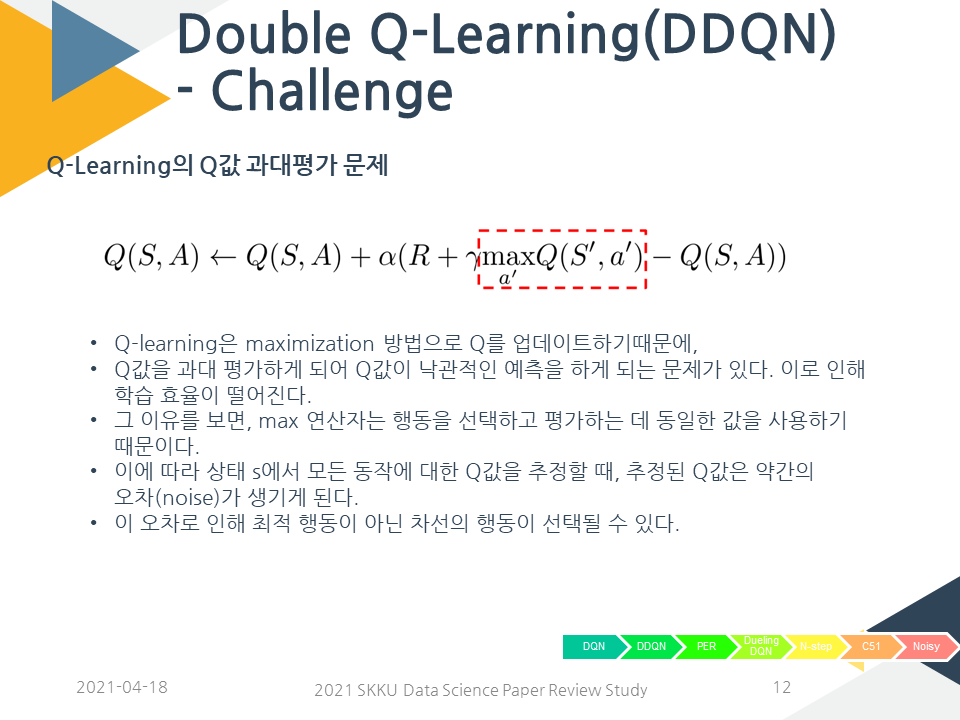 Double Q-Learning(DDQN)
- Challenge
Q-Learning의 Q값 과대평가 문제
Q(S, A) ← Q(S, A) + α(R + γmaxQ(S′, a′) − Q(S, A))
a′
• Q-learning은 maximization 방법으로 Q를 업데이트하기때문에,
• Q값을 과대 평가하게 되어 Q값이 낙관적인 예측을 하게 되는 문제가 있다. 이로 인해
학습 효율이 떨어진다.
• 그 이유를 보면, max 연산자는 행동을 선택하고 평가하는 데 동일한 값을 사용하기
때문이다.
• 이에 따라 상태 s에서 모든 동작에 대한 Q값을 추정할 때, 추정된 Q값은 약간의
오차(noise)가 생기게 된다.
• 이 오차로 인해 최적 행동이 아닌 차선의 행동이 선택될 수 있다.
DQN DDQN PER Dueling DQN N-step C51 Noisy
2021-04-18 2021 SKKU Data Science Paper Review Study 12